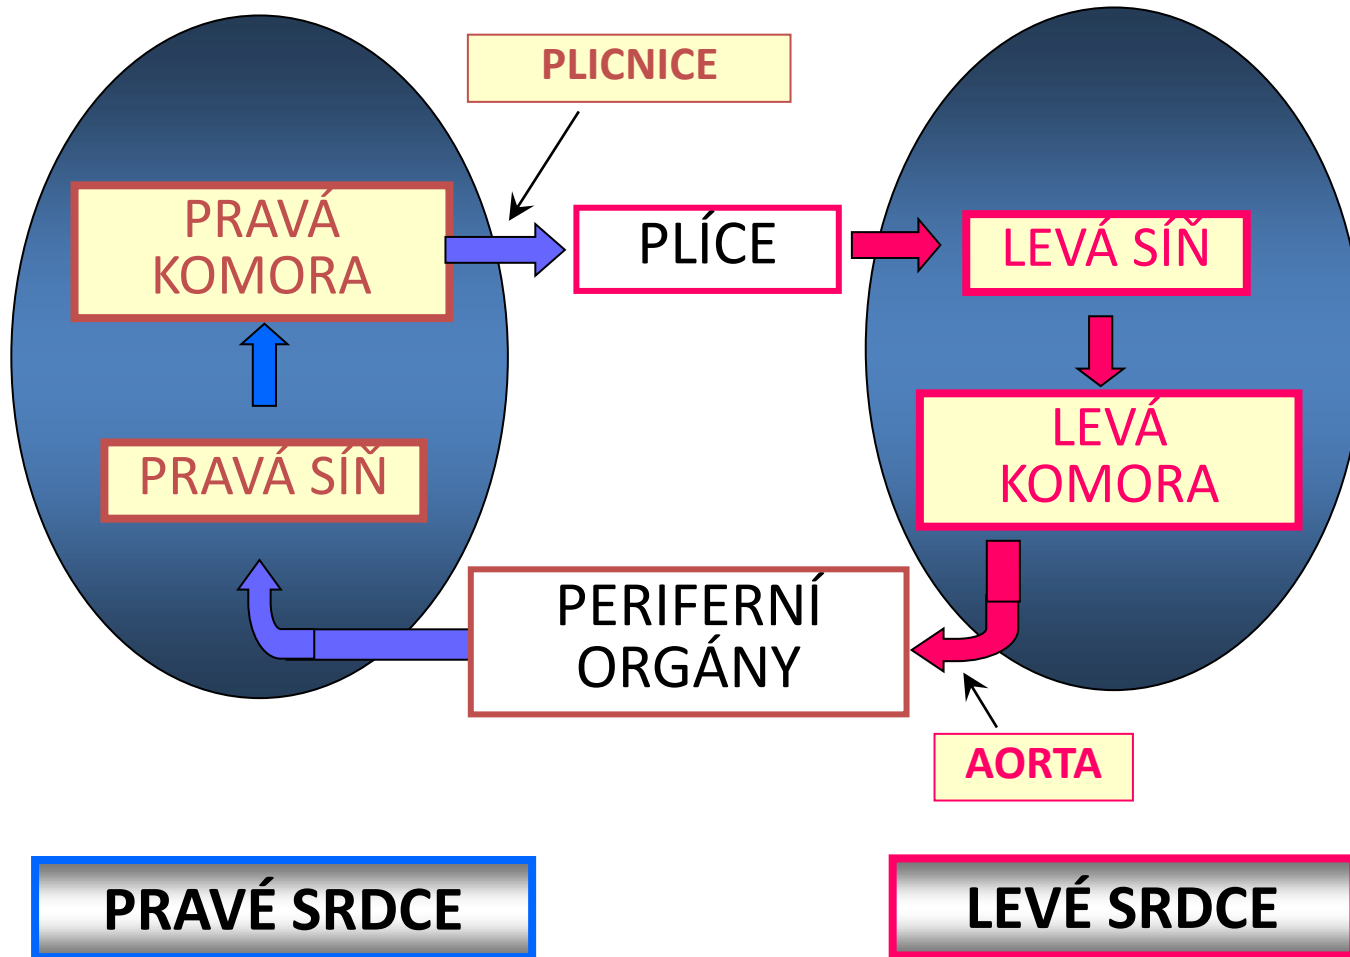 PLICNICE
PRAVÁ
KOMORA
PLÍCE
LEVÁ SÍŇ
LEVÁ
KOMORA
PRAVÁ SÍŇ
PERIFERNÍ
ORGÁNY
AORTA
PRAVÉ SRDCE
LEVÉ SRDCE